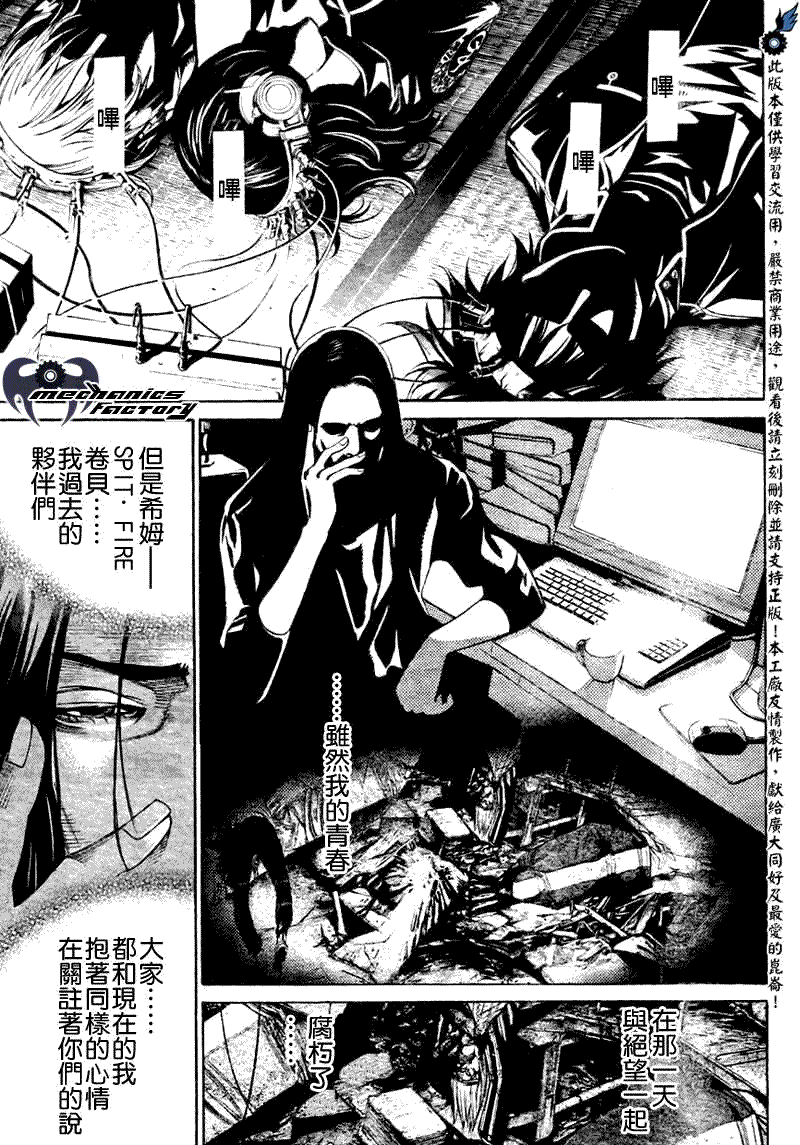 嗶
嗶
嗶
嗶
mechanics
factory
……雖然我的青春
在那一天
與絕望一起
……腐朽了
但是希姆——
SPIT. FIRE
卷貝……
我過去的
夥伴們
大家……
都和現在的我
抱著同樣的心情
在關註著你們的說
此版本僅供學習交流用，嚴禁商業用途，觀看後請立刻刪除並請支持正版！本工廠友情製作，獻給廣大同好及最愛的崑崙！